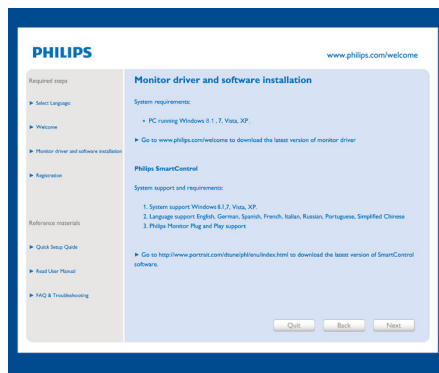 PHILIPS
www.philips.com/welcome
Required steps
Select Language
Welcome
Monitor driver and software installation
Registration
Reference materials
Quick Setup Quide
Read User Manual
FAQ & Troubleshooting
Monitor driver and software installation
System requirements:
• PC running Windows 8.1 , 7, Vista, XP .
Go to www.philips.com/welcome to download the latest version of monitor driver
Philips SmartControl
System support and requirements:
1. System support Windows 8.1,7, Vista, XP.
2. Language support English, German, Spanish, French, Italian, Russian, Portuguese, Simplified Chinese
3. Philips Monitor Plug and Play support
Go to http://www.portrait.com/dtune/phl/enu/index.html to download the latest version of SmartControl
software.
Quit
Back
Next